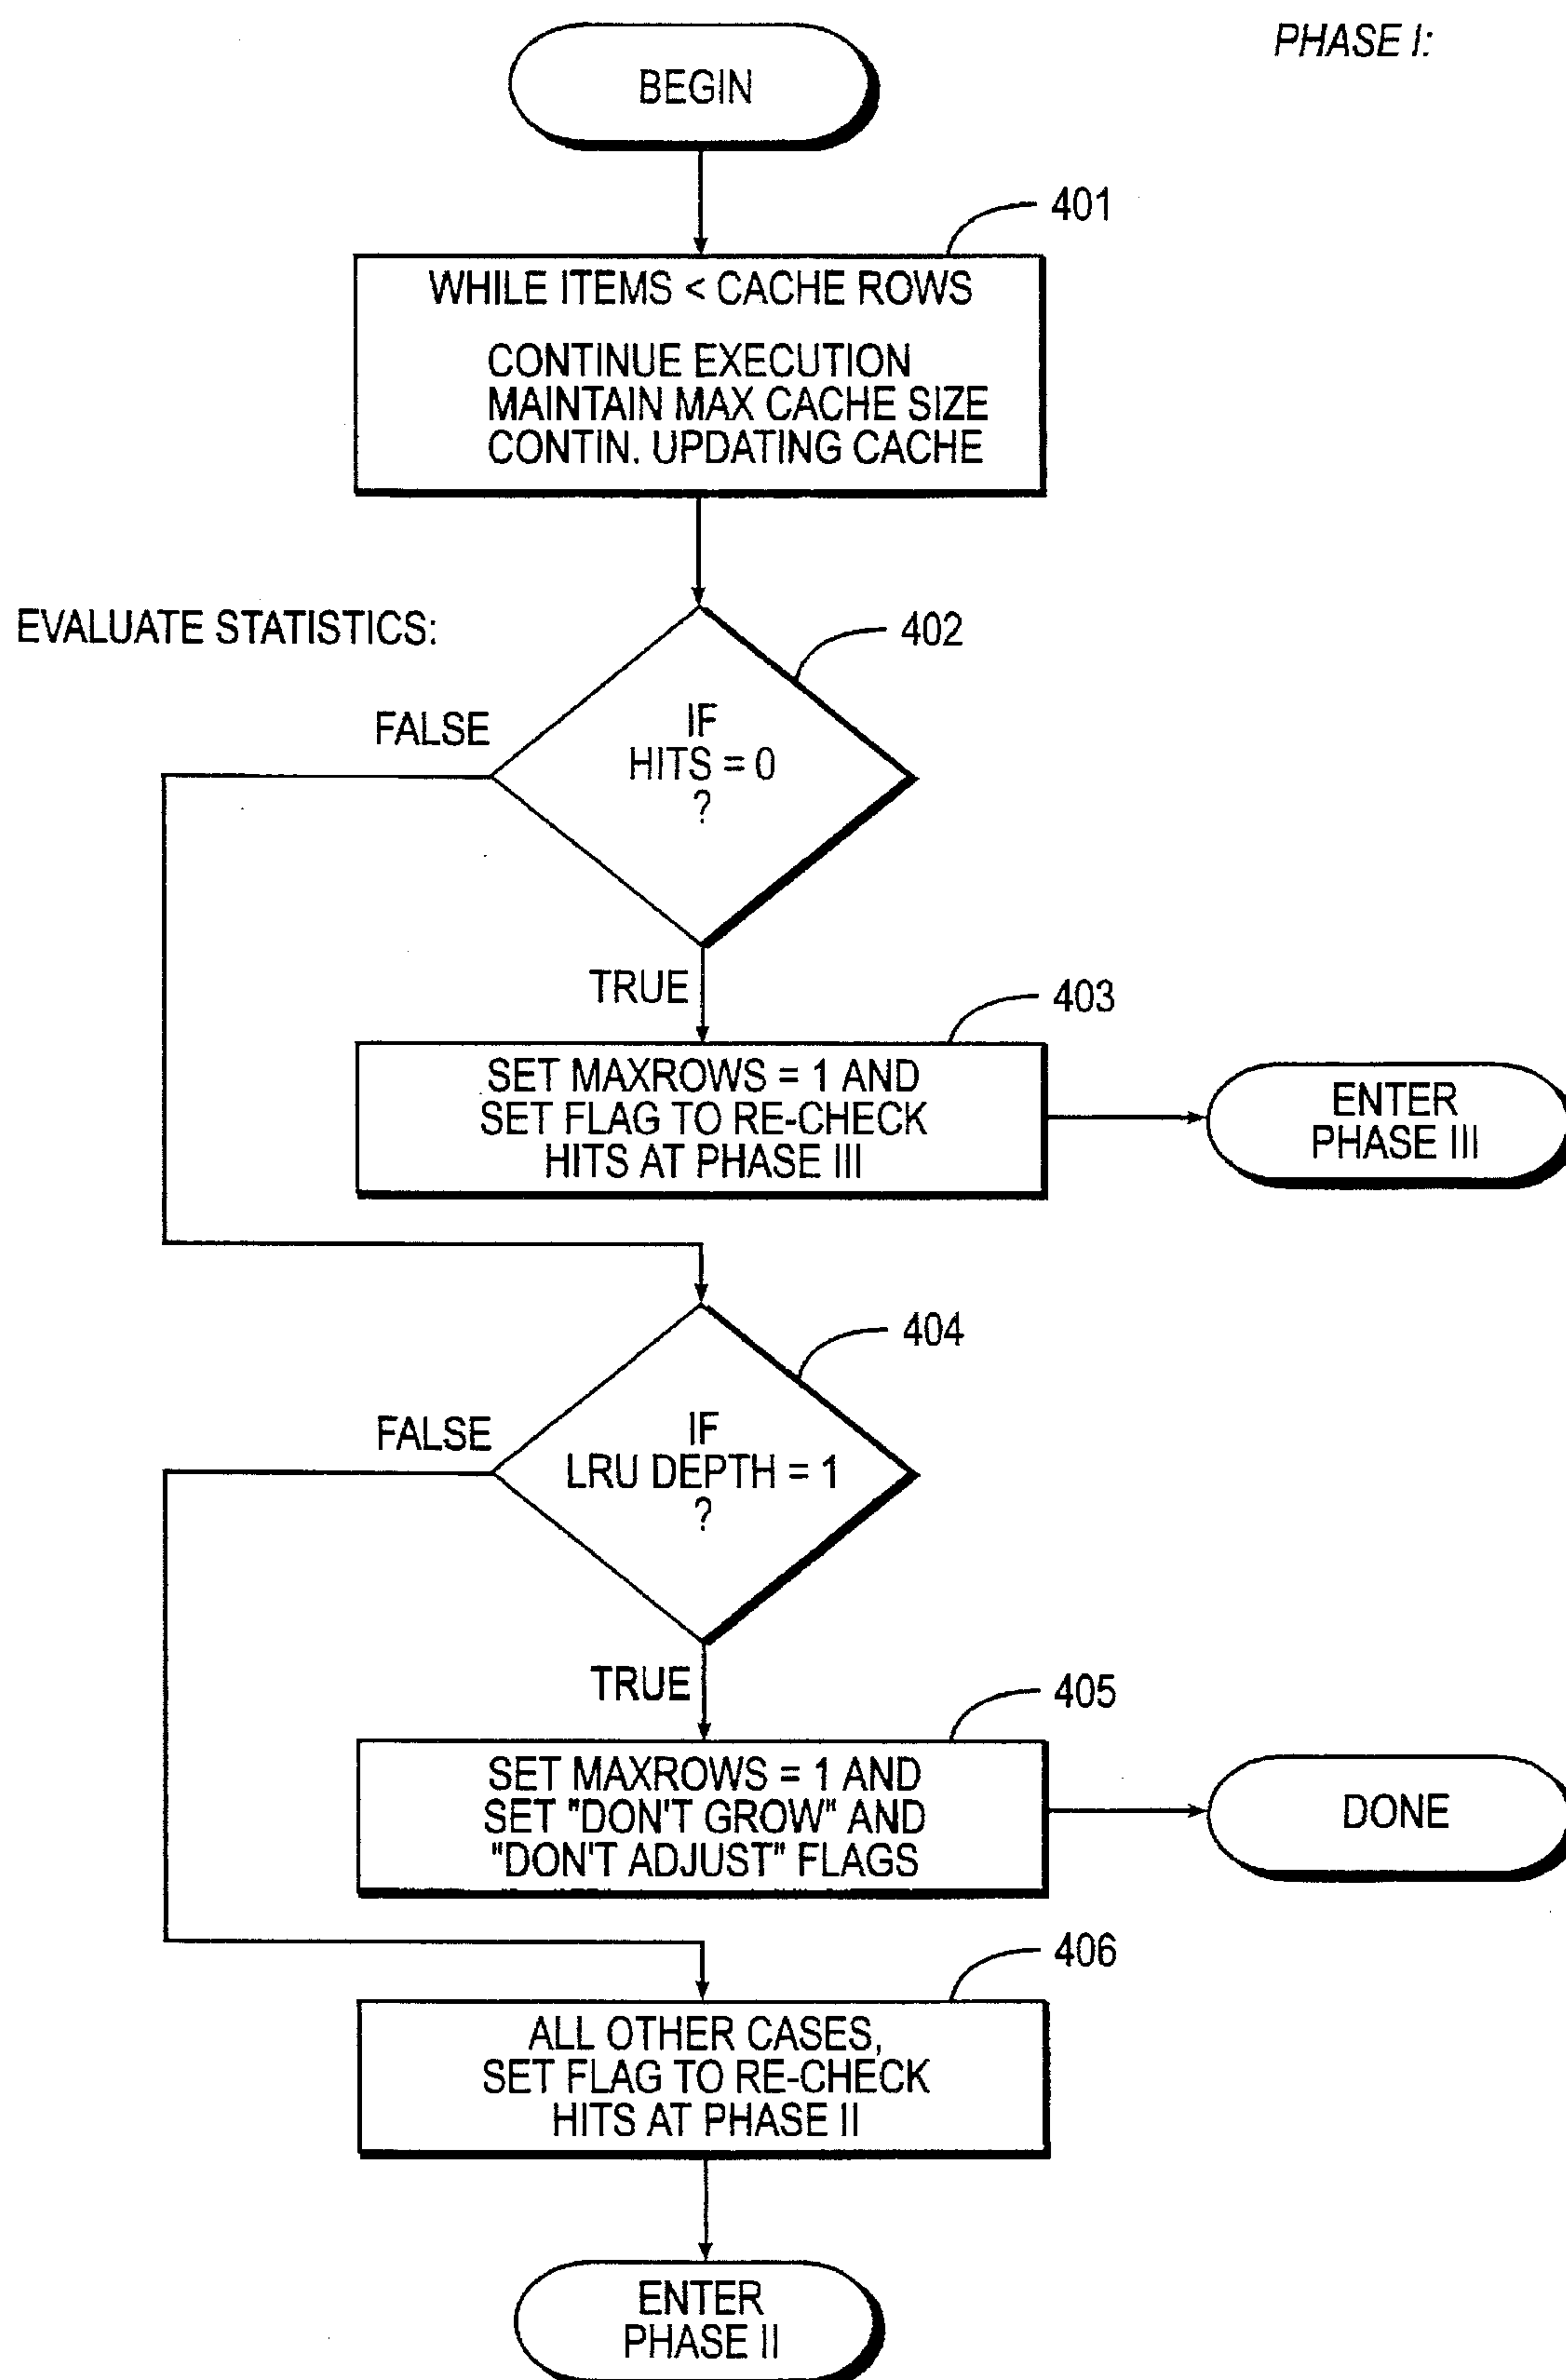 PHASE I:
BEGIN
401
WHILE ITEMS < CACHE ROWS
CONTINUE EXECUTION
MAINTAIN MAX CACHE SIZE
CONTIN. UPDATING CACHE
EVALUATE STATISTICS:
402
FALSE
IF
HITS = 0
?
TRUE
403
SET MAXROWS = 1 AND
SET FLAG TO RE-CHECK
HITS AT PHASE III
ENTER
PHASE III
404
FALSE
IF
LRU DEPTH = 1
?
TRUE
405
SET MAXROWS = 1 AND
SET "DON'T GROW" AND
"DON'T ADJUST" FLAGS
DONE
406
ALL OTHER CASES,
SET FLAG TO RE-CHECK
HITS AT PHASE II
ENTER
PHASE II